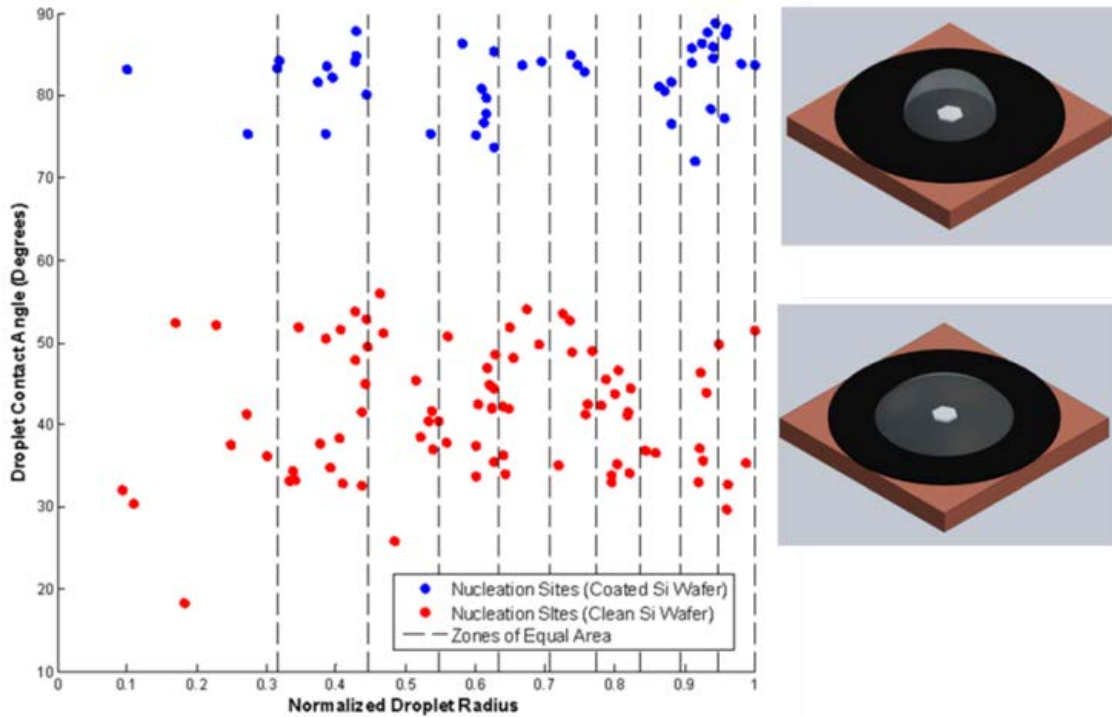 90
80
70
60
50
40
30
20
10
Droplet Contact Angle (Degrees)
Nucleation Sites (Coated Si Wafer)
Nucleation SItes (Clean Si Wafer)
Zones of Equal Area
0 0.1 0.2 0.3 0.4 0.5 0.6 0.7 0.8 0.9 1
Normalized Droplet Radius